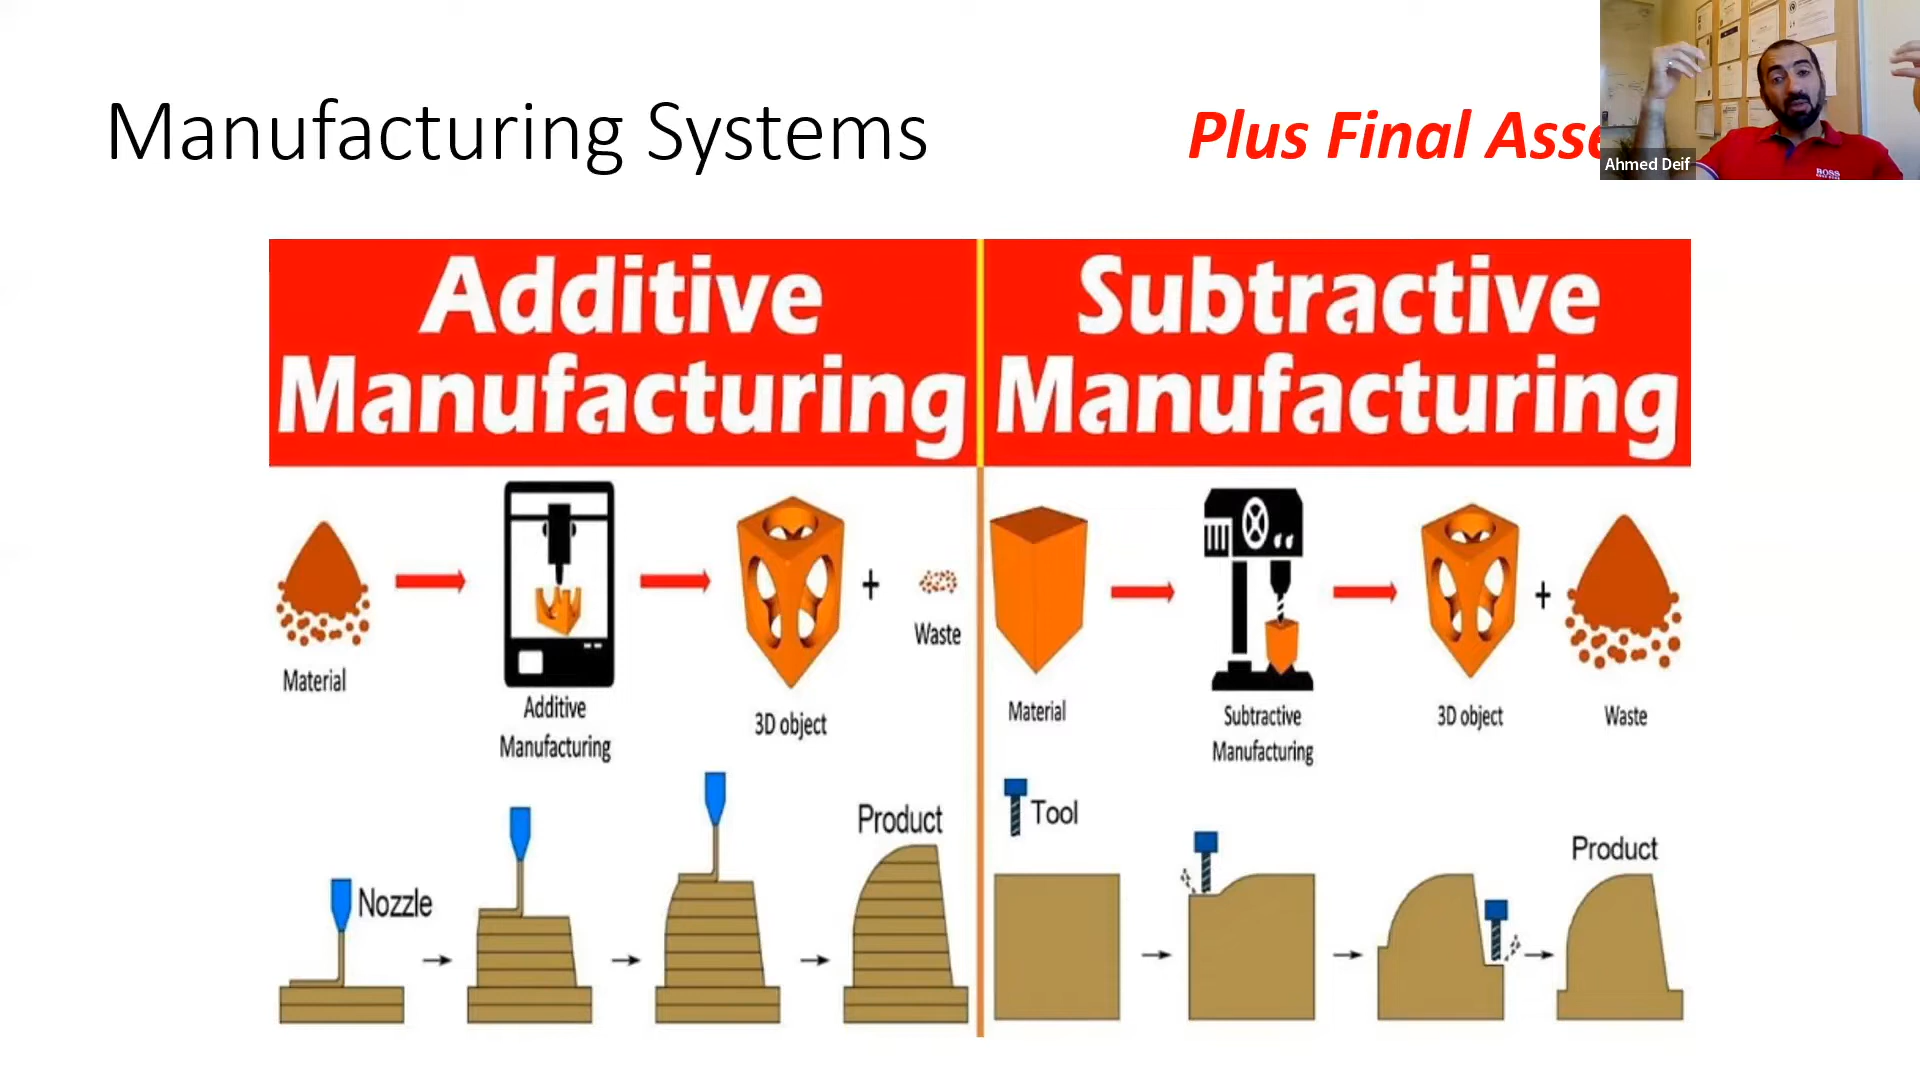 Manufacturing Systems
Plus Final Asse
Ahmed Deif
BOSS
Additive
Manufacturing
Subtractive
Manufacturing
Material
Additive
Manufacturing
3D object
+
Waste
Material
Subtractive
Manufacturing
3D object
+
Waste
Nozzle
Product
Tool
Product